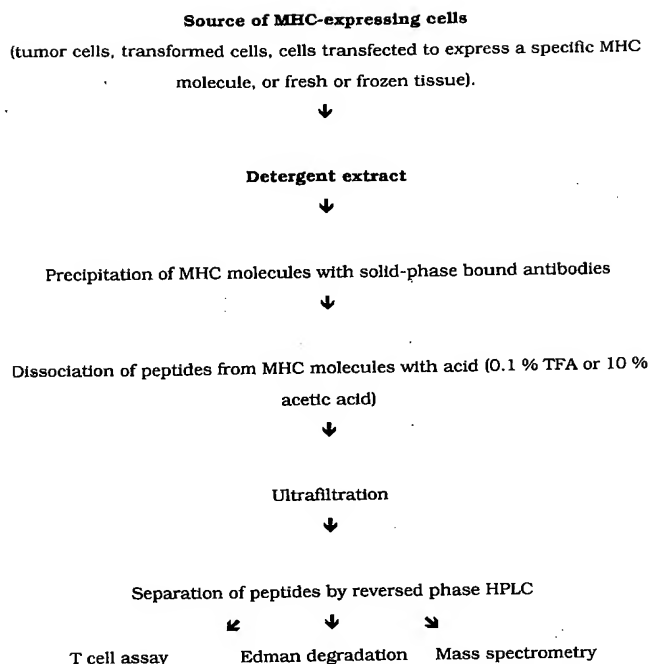 Source of MHC-expressing cells
(tumor cells, transformed cells, cells transfected to express a specific MHC
molecule, or fresh or frozen tissue).
Detergent extract
Precipitation of MHC molecules with solid-phase bound antibodies
Dissociation of peptides from MHC molecules with acid (0.1 % TFA or 10 %
acetic acid)
Ultrafiltration
Separation of peptides by reversed phase HPLC
T cell assay Edman degradation Mass spectrometry